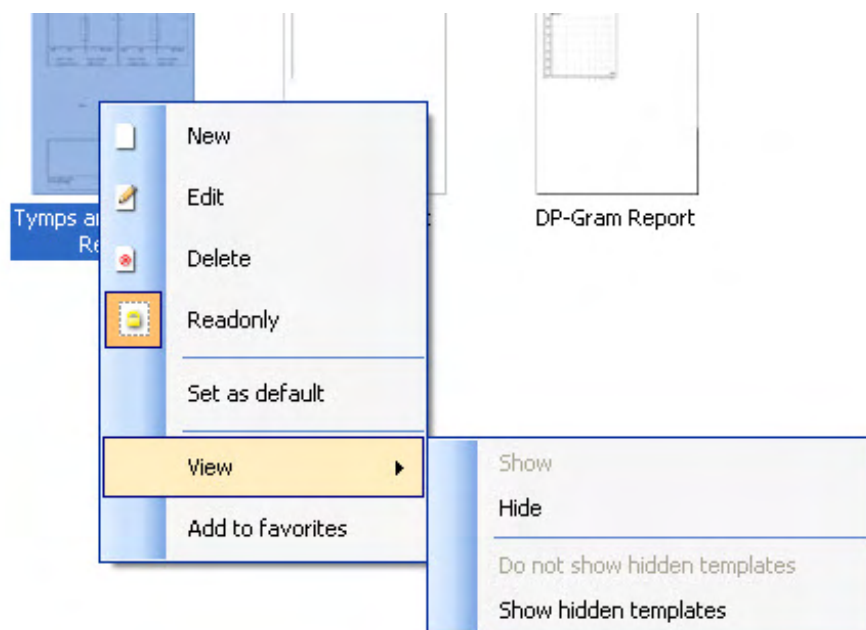 New
Edit
Tymps a
Re
DP-Gram Report
Delete
Readonly
Set as default
View
Show
Hide
Add to favorites
Do not show hidden templates
Show hidden templates